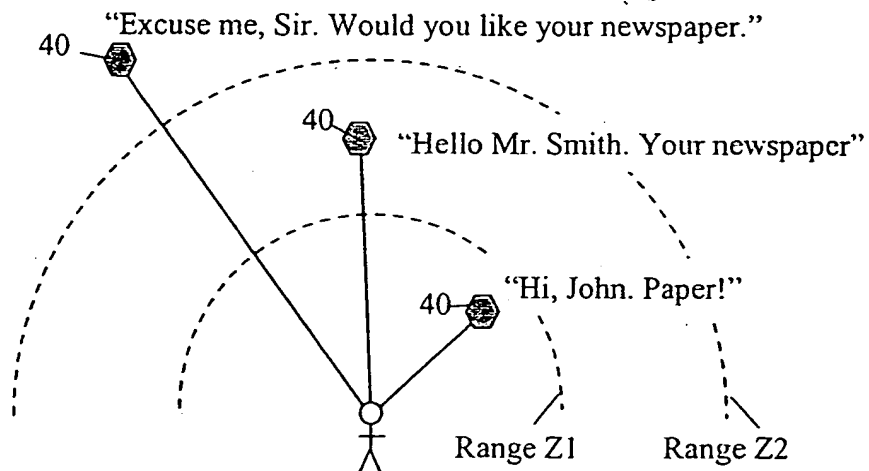 “Excuse me, Sir. Would you like your newspaper.”
40
40
“Hello Mr. Smith. Your newspaper”
“Hi, John. Paper!”
40
Range Z1
Range Z2